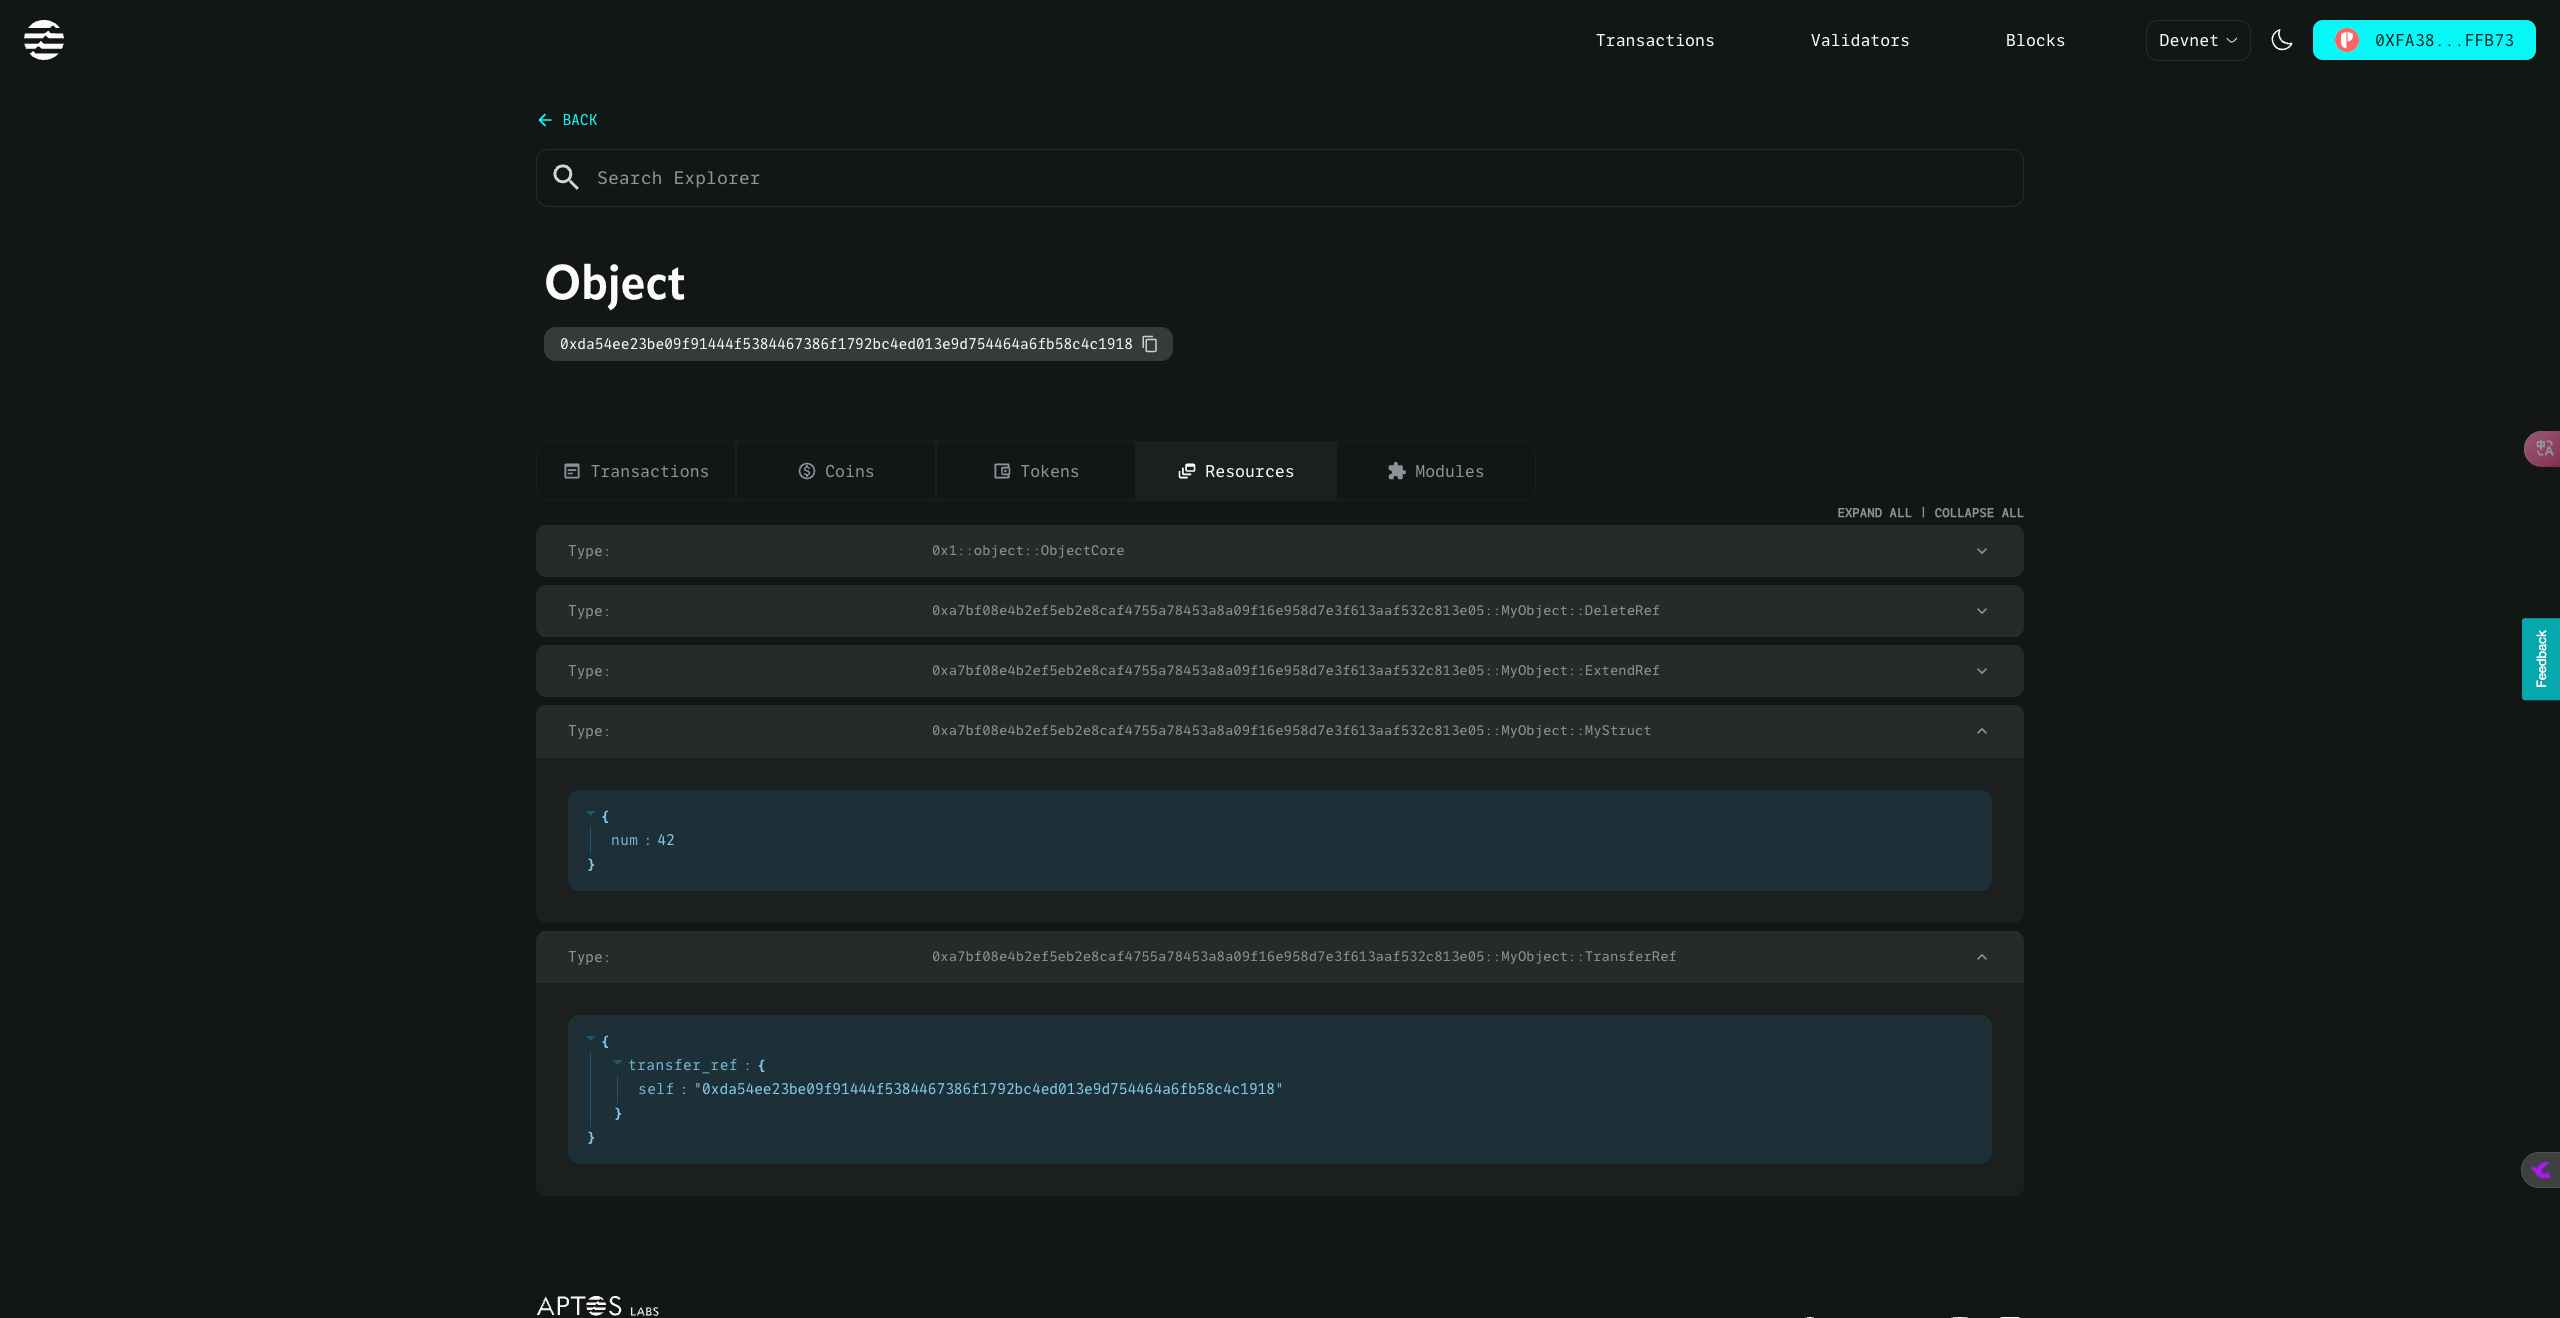 Transactions
Validators
Blocks
Devnet
0XFA38...FFB73
BACK
Search Explorer
Object
0xda54ee23be09f91444f5384467386f1792bc4ed013e9d754464a6fb58c4c1918
Transactions
Coins
Tokens
Resources
Modules
EXPAND ALL | COLLAPSE ALL
Type: 0x1::object::ObjectCore
Type: 0xa7bf08e4b2ef5eb2e8caf4755a78453a8a09f16e958d7e3f613aaf532c813e05::MyObject::DeleteRef
Type: 0xa7bf08e4b2ef5eb2e8caf4755a78453a8a09f16e958d7e3f613aaf532c813e05::MyObject::ExtendRef
Type: 0xa7bf08e4b2ef5eb2e8caf4755a78453a8a09f16e958d7e3f613aaf532c813e05::MyObject::MyStruct
{
num : 42
}
Type: 0xa7bf08e4b2ef5eb2e8caf4755a78453a8a09f16e958d7e3f613aaf532c813e05::MyObject::TransferRef
{
transfer_ref : {
self : "0xda54ee23be09f91444f5384467386f1792bc4ed013e9d754464a6fb58c4c1918"
}
}
Feedback
APTOS LABS